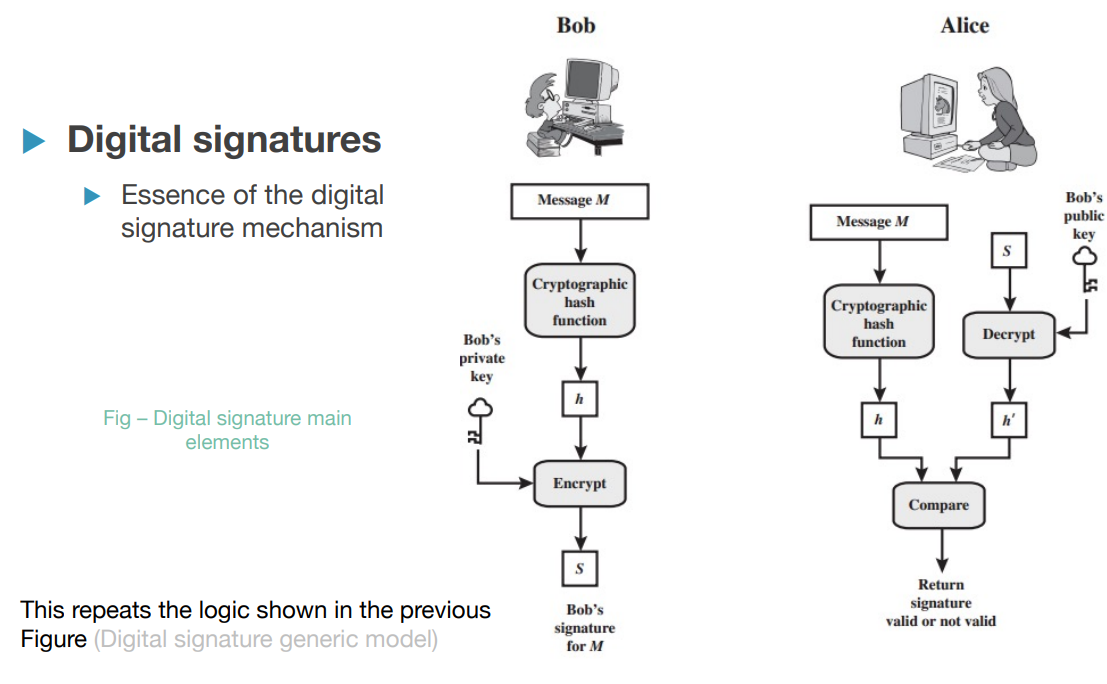 Digital signatures
Essence of the digital
signature mechanism
Fig – Digital signature main
elements
This repeats the logic shown in the previous
Figure (Digital signature generic model)
Bob
Message M
Cryptographic
hash
function
Bob's
private
key
h
Encrypt
S
Bob's
signature
for M
Alice
Message M
Cryptographic
hash
function
h
Bob's
public
key
S
Decrypt
h'
Compare
Return
signature
valid or not valid